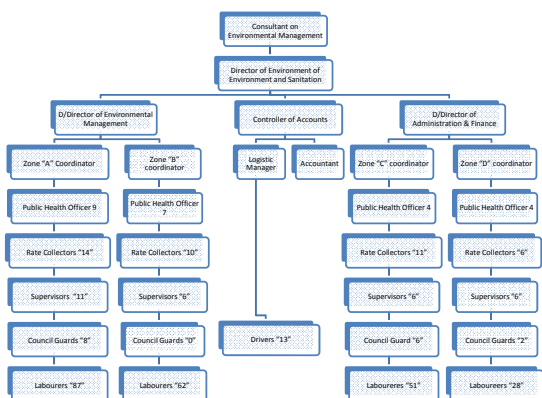 Consultant on
Environmental Management
Director of Environment of
Environment and Sanitation
D/Director of Environmental
Management
Controller of Accounts
D/Director of
Administration & Finance
Zone "A" Coordinator
Zone "B"
coordinator
Logistic
Manager
Accountant
Zone "C" coordinator
Zone "D" coordinator
Public Health Officer 9
Public Health Officer
7
Public Health Officer 4
Public Health Officer 4
Rate Collectors "14"
Rate Collectors "10"
Rate Collectors "11"
Rate Collectors "6"
Supervisors "11"
Supervisors "6"
Supervisors "6"
Supervisors "6"
Council Guards "8"
Council Guards "0"
Drivers "13"
Council Guard "6"
Council Guards "2"
Labourers "87"
Labourers "62"
Laboureres "51"
Laboureers "28"